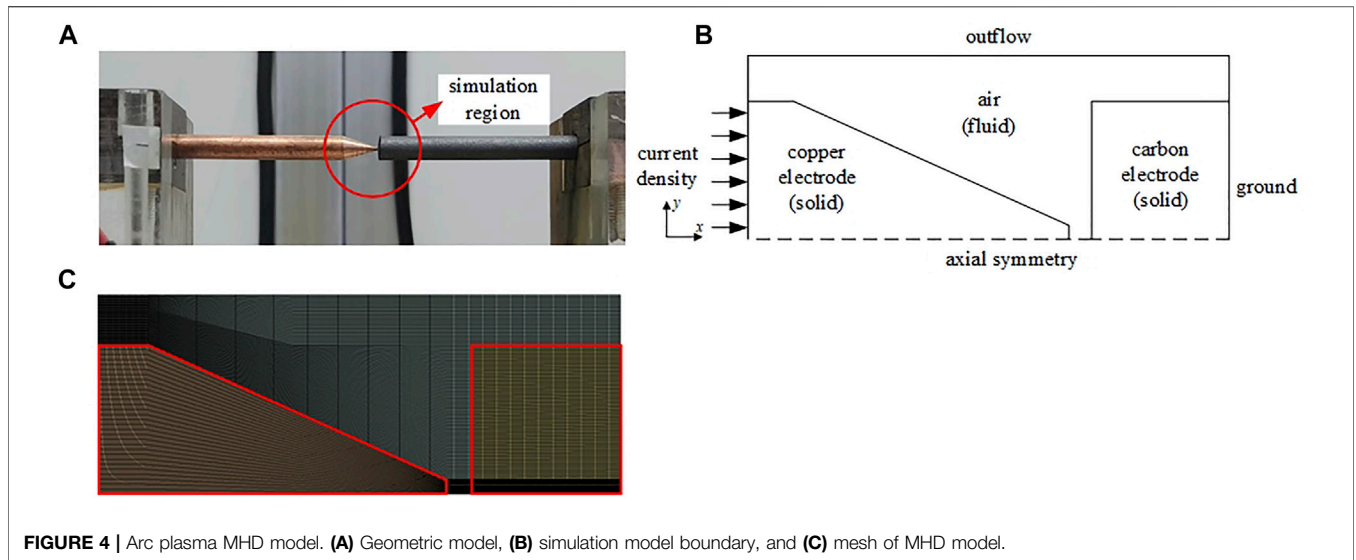 A
simulation
region
B
outflow
air
(fluid)
current
density
copper
electrode
(solid)
carbon
electrode
(solid)
ground
y
x
axial symmetry
C
FIGURE 4 | Arc plasma MHD model. (A) Geometric model, (B) simulation model boundary, and (C) mesh of MHD model.